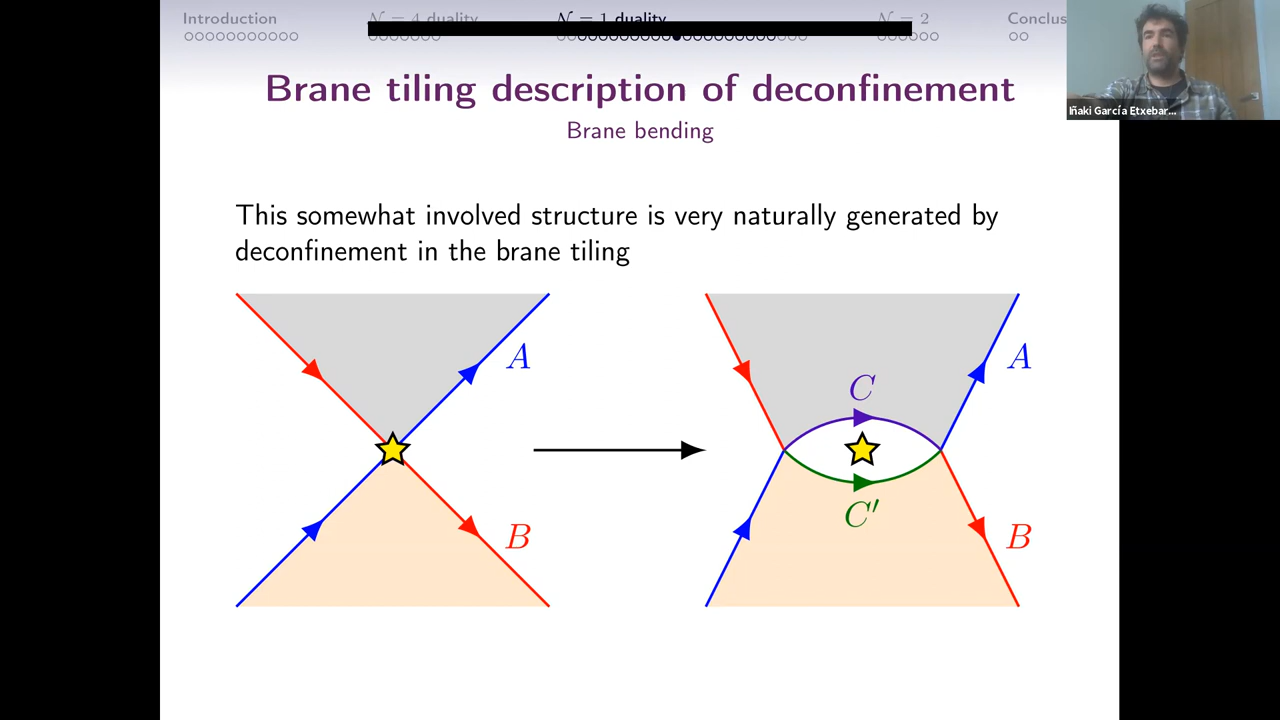 Introduction
N = 4 duality
N = 1 duality
N = 2
Conclus
Iñaki García Etxebar...
Brane tiling description of deconfinement
Brane bending
This somewhat involved structure is very naturally generated by
deconfinement in the brane tiling
A
B
C
C′
A
B